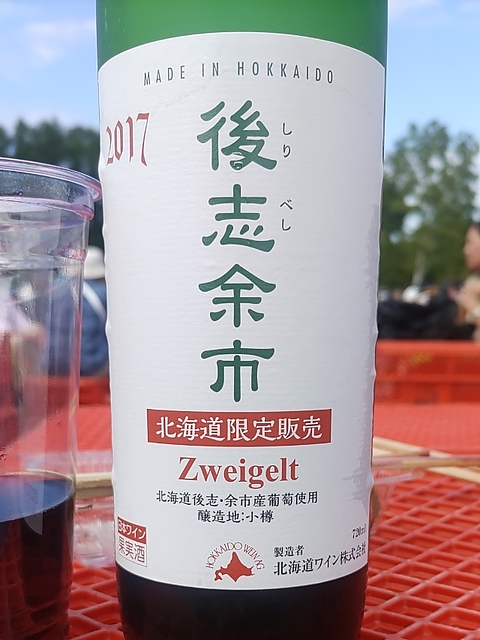 MADE IN HOKKAIDO
2017
後志余市
しりべし
北海道限定販売
Zweigelt
北海道後志・余市産葡萄使用
醸造地:小樽
720ml
日本ワイン
果実酒
HOKKAIDO WEIN AG
製造者
北海道ワイン株式会社